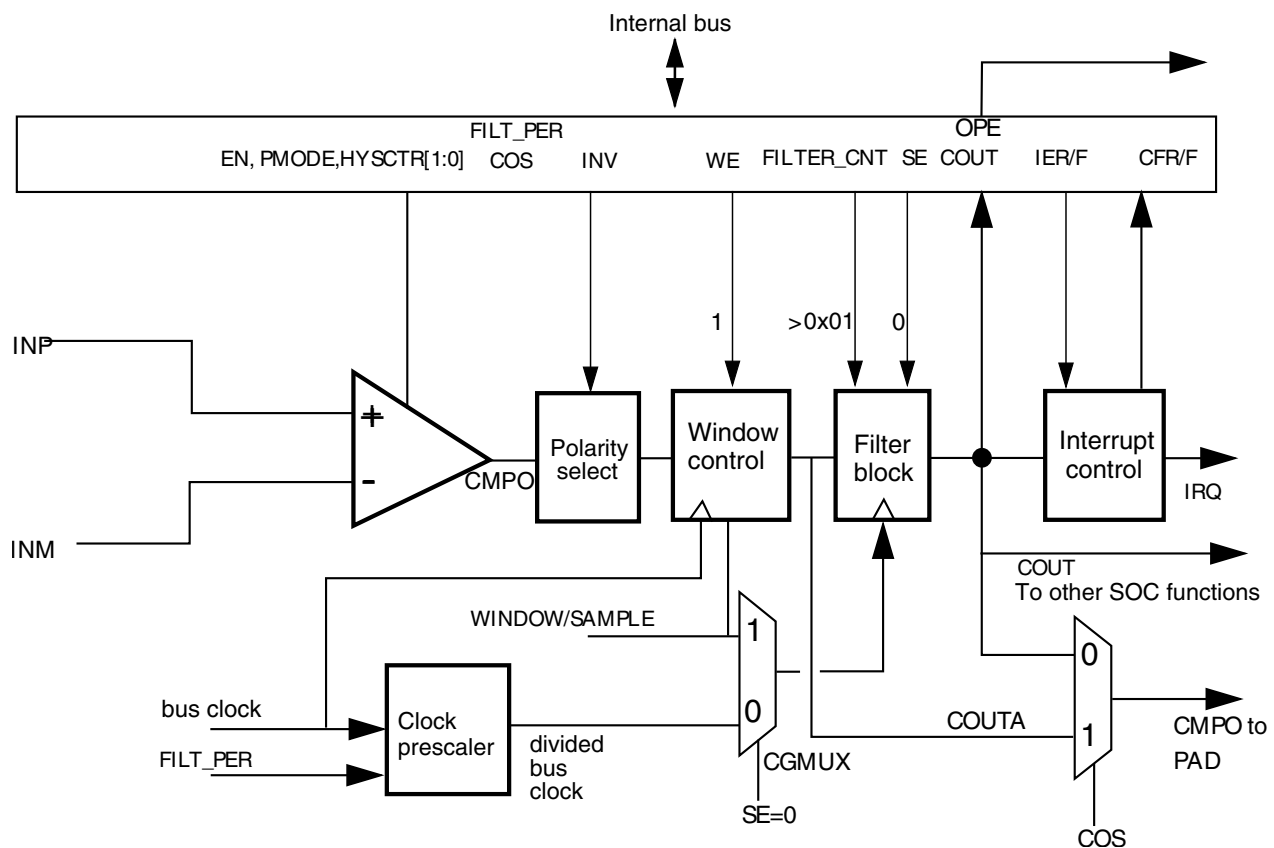 Internal bus
FILT_PER
OPE
EN, PMODE,HYSCTR[1:0]
COS
INV
WE
FILTER_CNT
SE
COUT
IER/F
CFR/F
1
>0x01
0
INP
+
-
INM
CMPO
Polarity
select
Window
control
Filter
block
Interrupt
control
IRQ
COUT
To other SOC functions
WINDOW/SAMPLE
1
0
CGMUX
SE=0
bus clock
FILT_PER
Clock
prescaler
divided
bus
clock
COUTA
0
1
CMPO to
PAD
COS